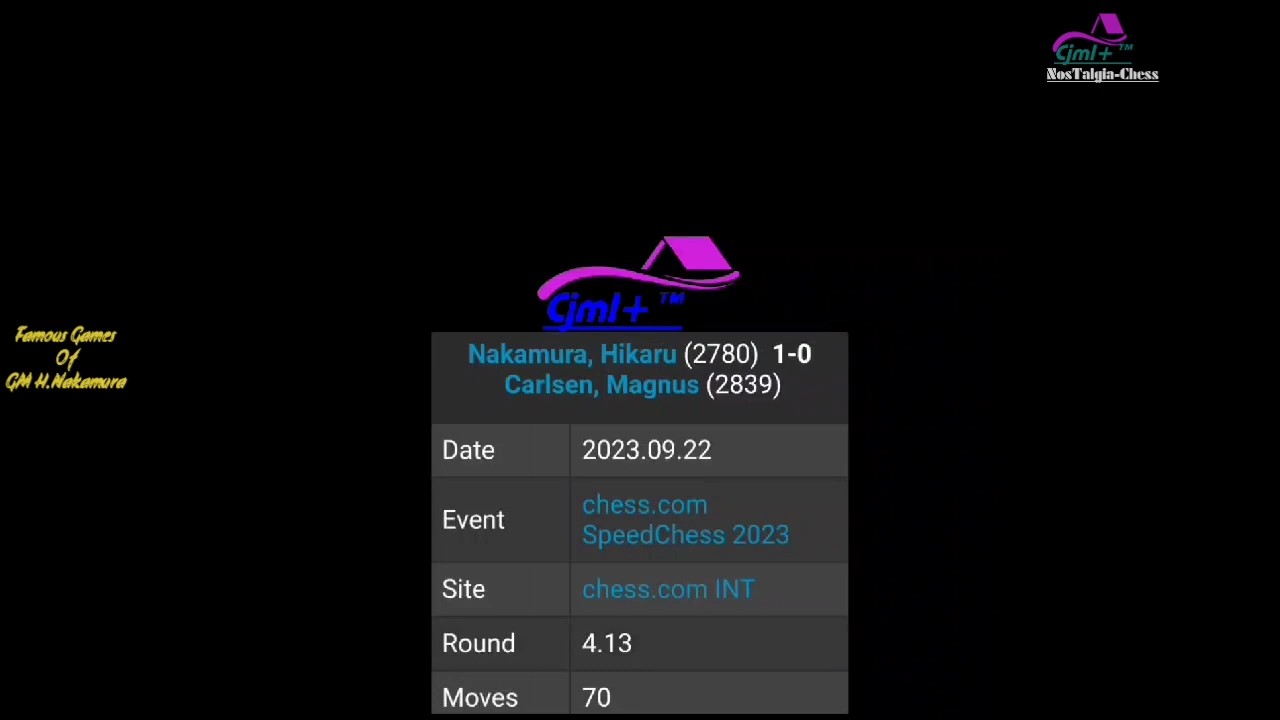 Cjml+ ™
NosTalgia-Chess
Cjml+ ™
Famous Games
Of
GM H.Nakamura
Nakamura, Hikaru (2780) 1-0
Carlsen, Magnus (2839)
Date 2023.09.22
Event chess.com
SpeedChess 2023
Site chess.com INT
Round 4.13
Moves 70